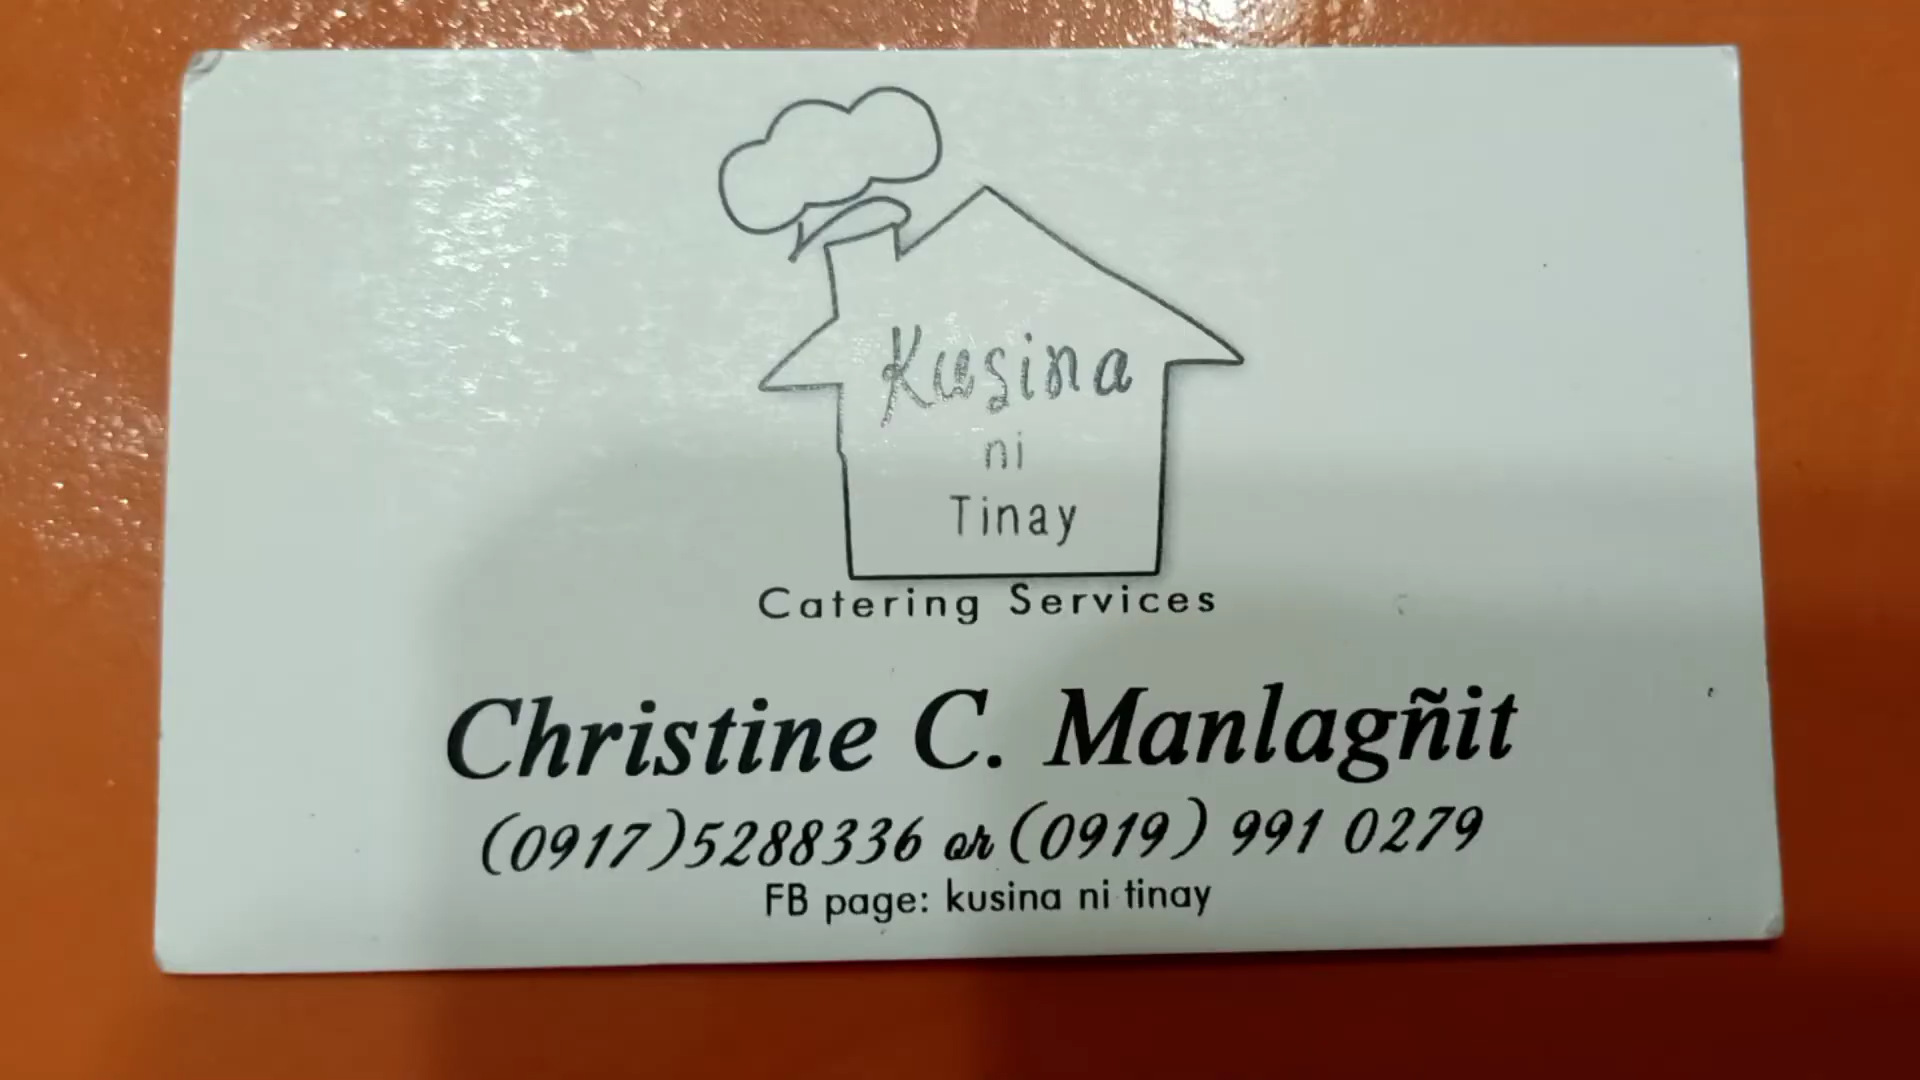 Kusina
ni
Tinay
Catering Services
Christine C. Manlagñit
(0917)5288336 or (0919) 991 0279
FB page: kusina ni tinay